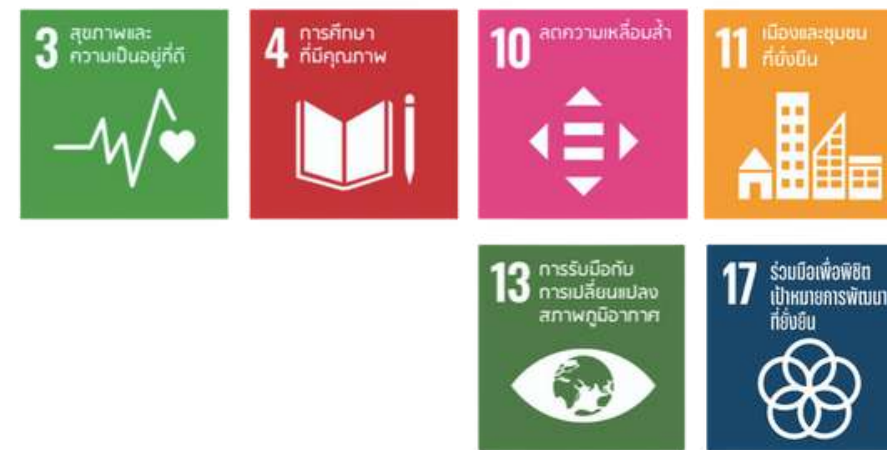 3 สุขภาพและ
ความเป็นอยู่ที่ดี
4 การศึกษา
ที่มีคุณภาพ
10 ลดความเหลื่อมล้ำ
11 เมืองและชุมชน
ที่ยั่งยืน
13 การรับมือกับ
การเปลี่ยนแปลง
สภาพภูมิอากาศ
17 ร่วมมือเพื่อพิชิต
เป้าหมายการพัฒนา
ที่ยั่งยืน